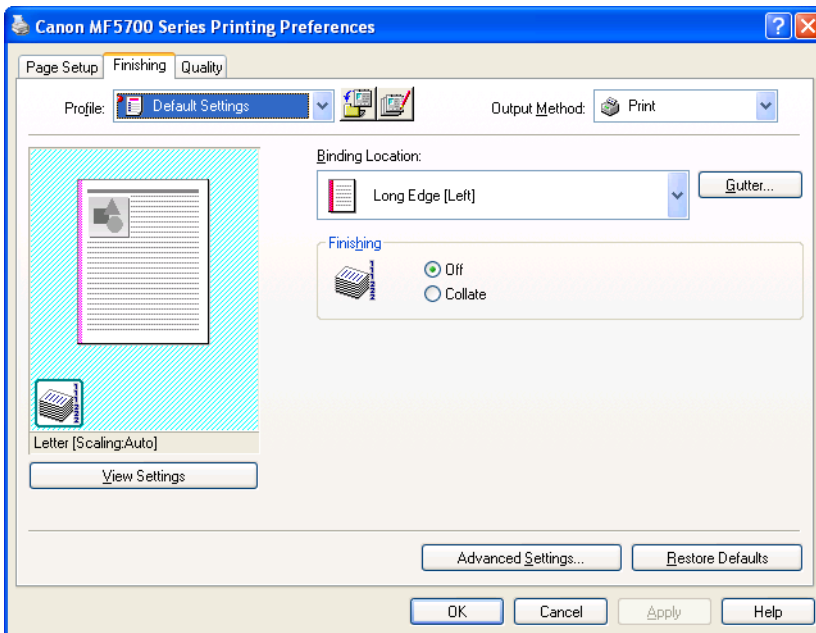 Canon MF5700 Series Printing Preferences
Page Setup Finishing Quality
Profile: Default Settings Output Method: Print
Binding Location:
Long Edge [Left] Gutter...
Finishing
Off
Collate
Letter [Scaling:Auto]
View Settings
Advanced Settings... Restore Defaults
OK Cancel Apply Help